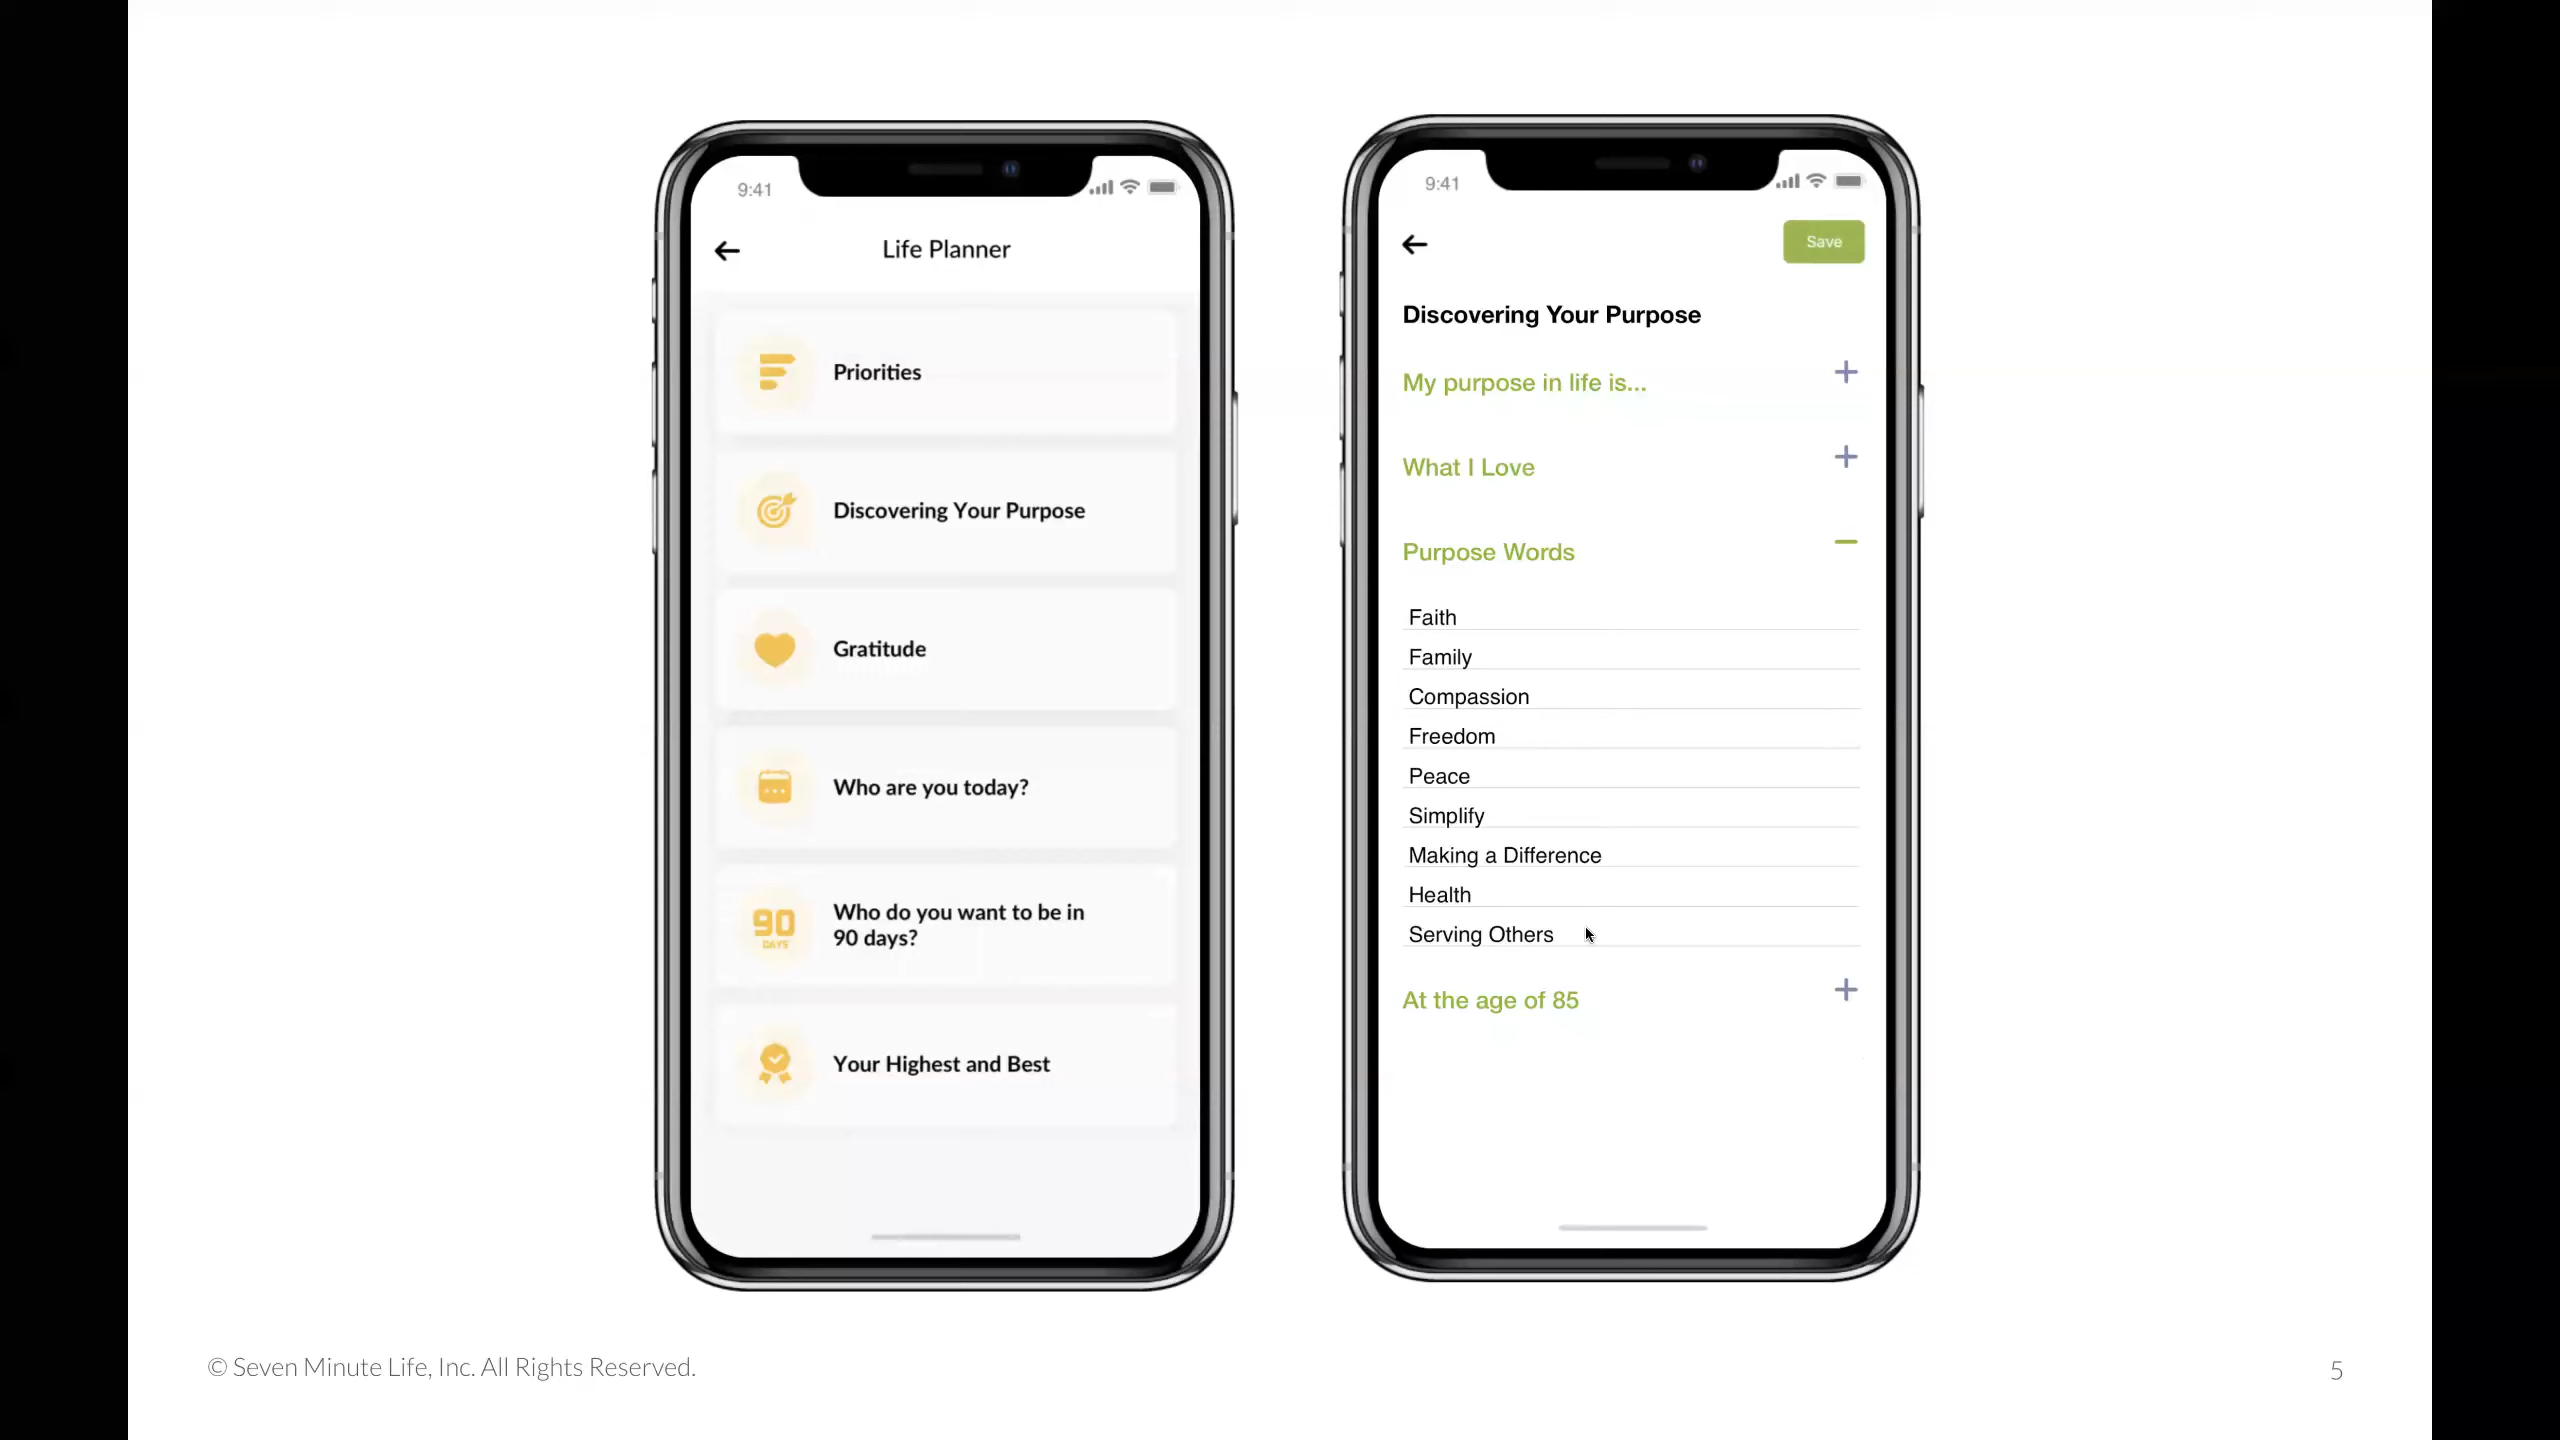 9:41
Life Planner
Priorities
Discovering Your Purpose
Gratitude
Who are you today?
90
DAYS
Who do you want to be in
90 days?
Your Highest and Best
9:41
Save
Discovering Your Purpose
My purpose in life is...
What I Love
Purpose Words
Faith
Family
Compassion
Freedom
Peace
Simplify
Making a Difference
Health
Serving Others
At the age of 85
© Seven Minute Life, Inc. All Rights Reserved.
5